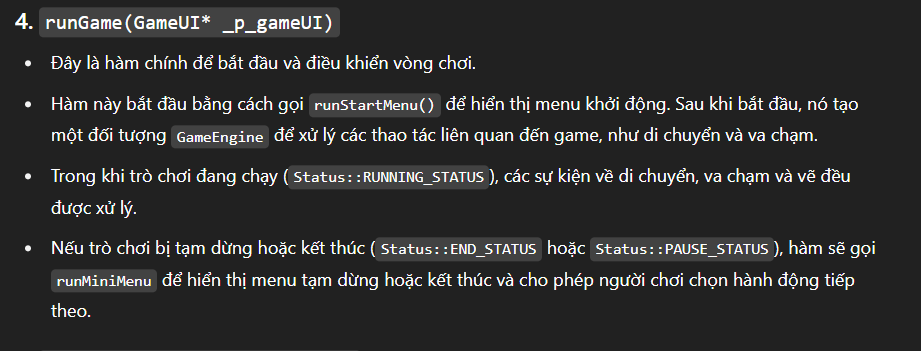 4. runGame(GameUI* _p_gameUI)
• Đây là hàm chính để bắt đầu và điều khiển vòng chơi.
• Hàm này bắt đầu bằng cách gọi runStartMenu() để hiển thị menu khởi động. Sau khi bắt đầu, nó tạo
một đối tượng GameEngine để xử lý các thao tác liên quan đến game, như di chuyển và va chạm.
• Trong khi trò chơi đang chạy (Status::RUNNING_STATUS), các sự kiện về di chuyển, va chạm và vẽ đều
được xử lý.
• Nếu trò chơi bị tạm dừng hoặc kết thúc (Status::END_STATUS hoặc Status::PAUSE_STATUS), hàm sẽ gọi
runMiniMenu để hiển thị menu tạm dừng hoặc kết thúc và cho phép người chơi chọn hành động tiếp
theo.